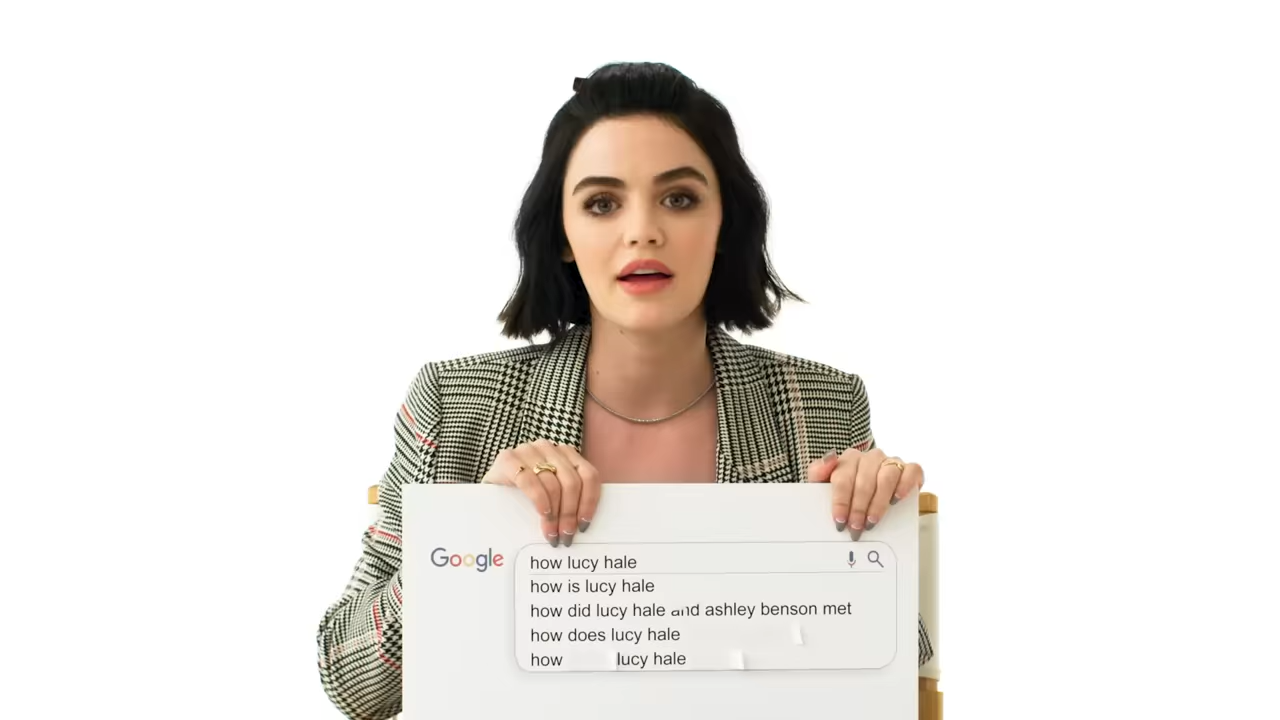 Google
how lucy hale
how is lucy hale
how did lucy hale and ashley benson met
how does lucy hale
how lucy hale